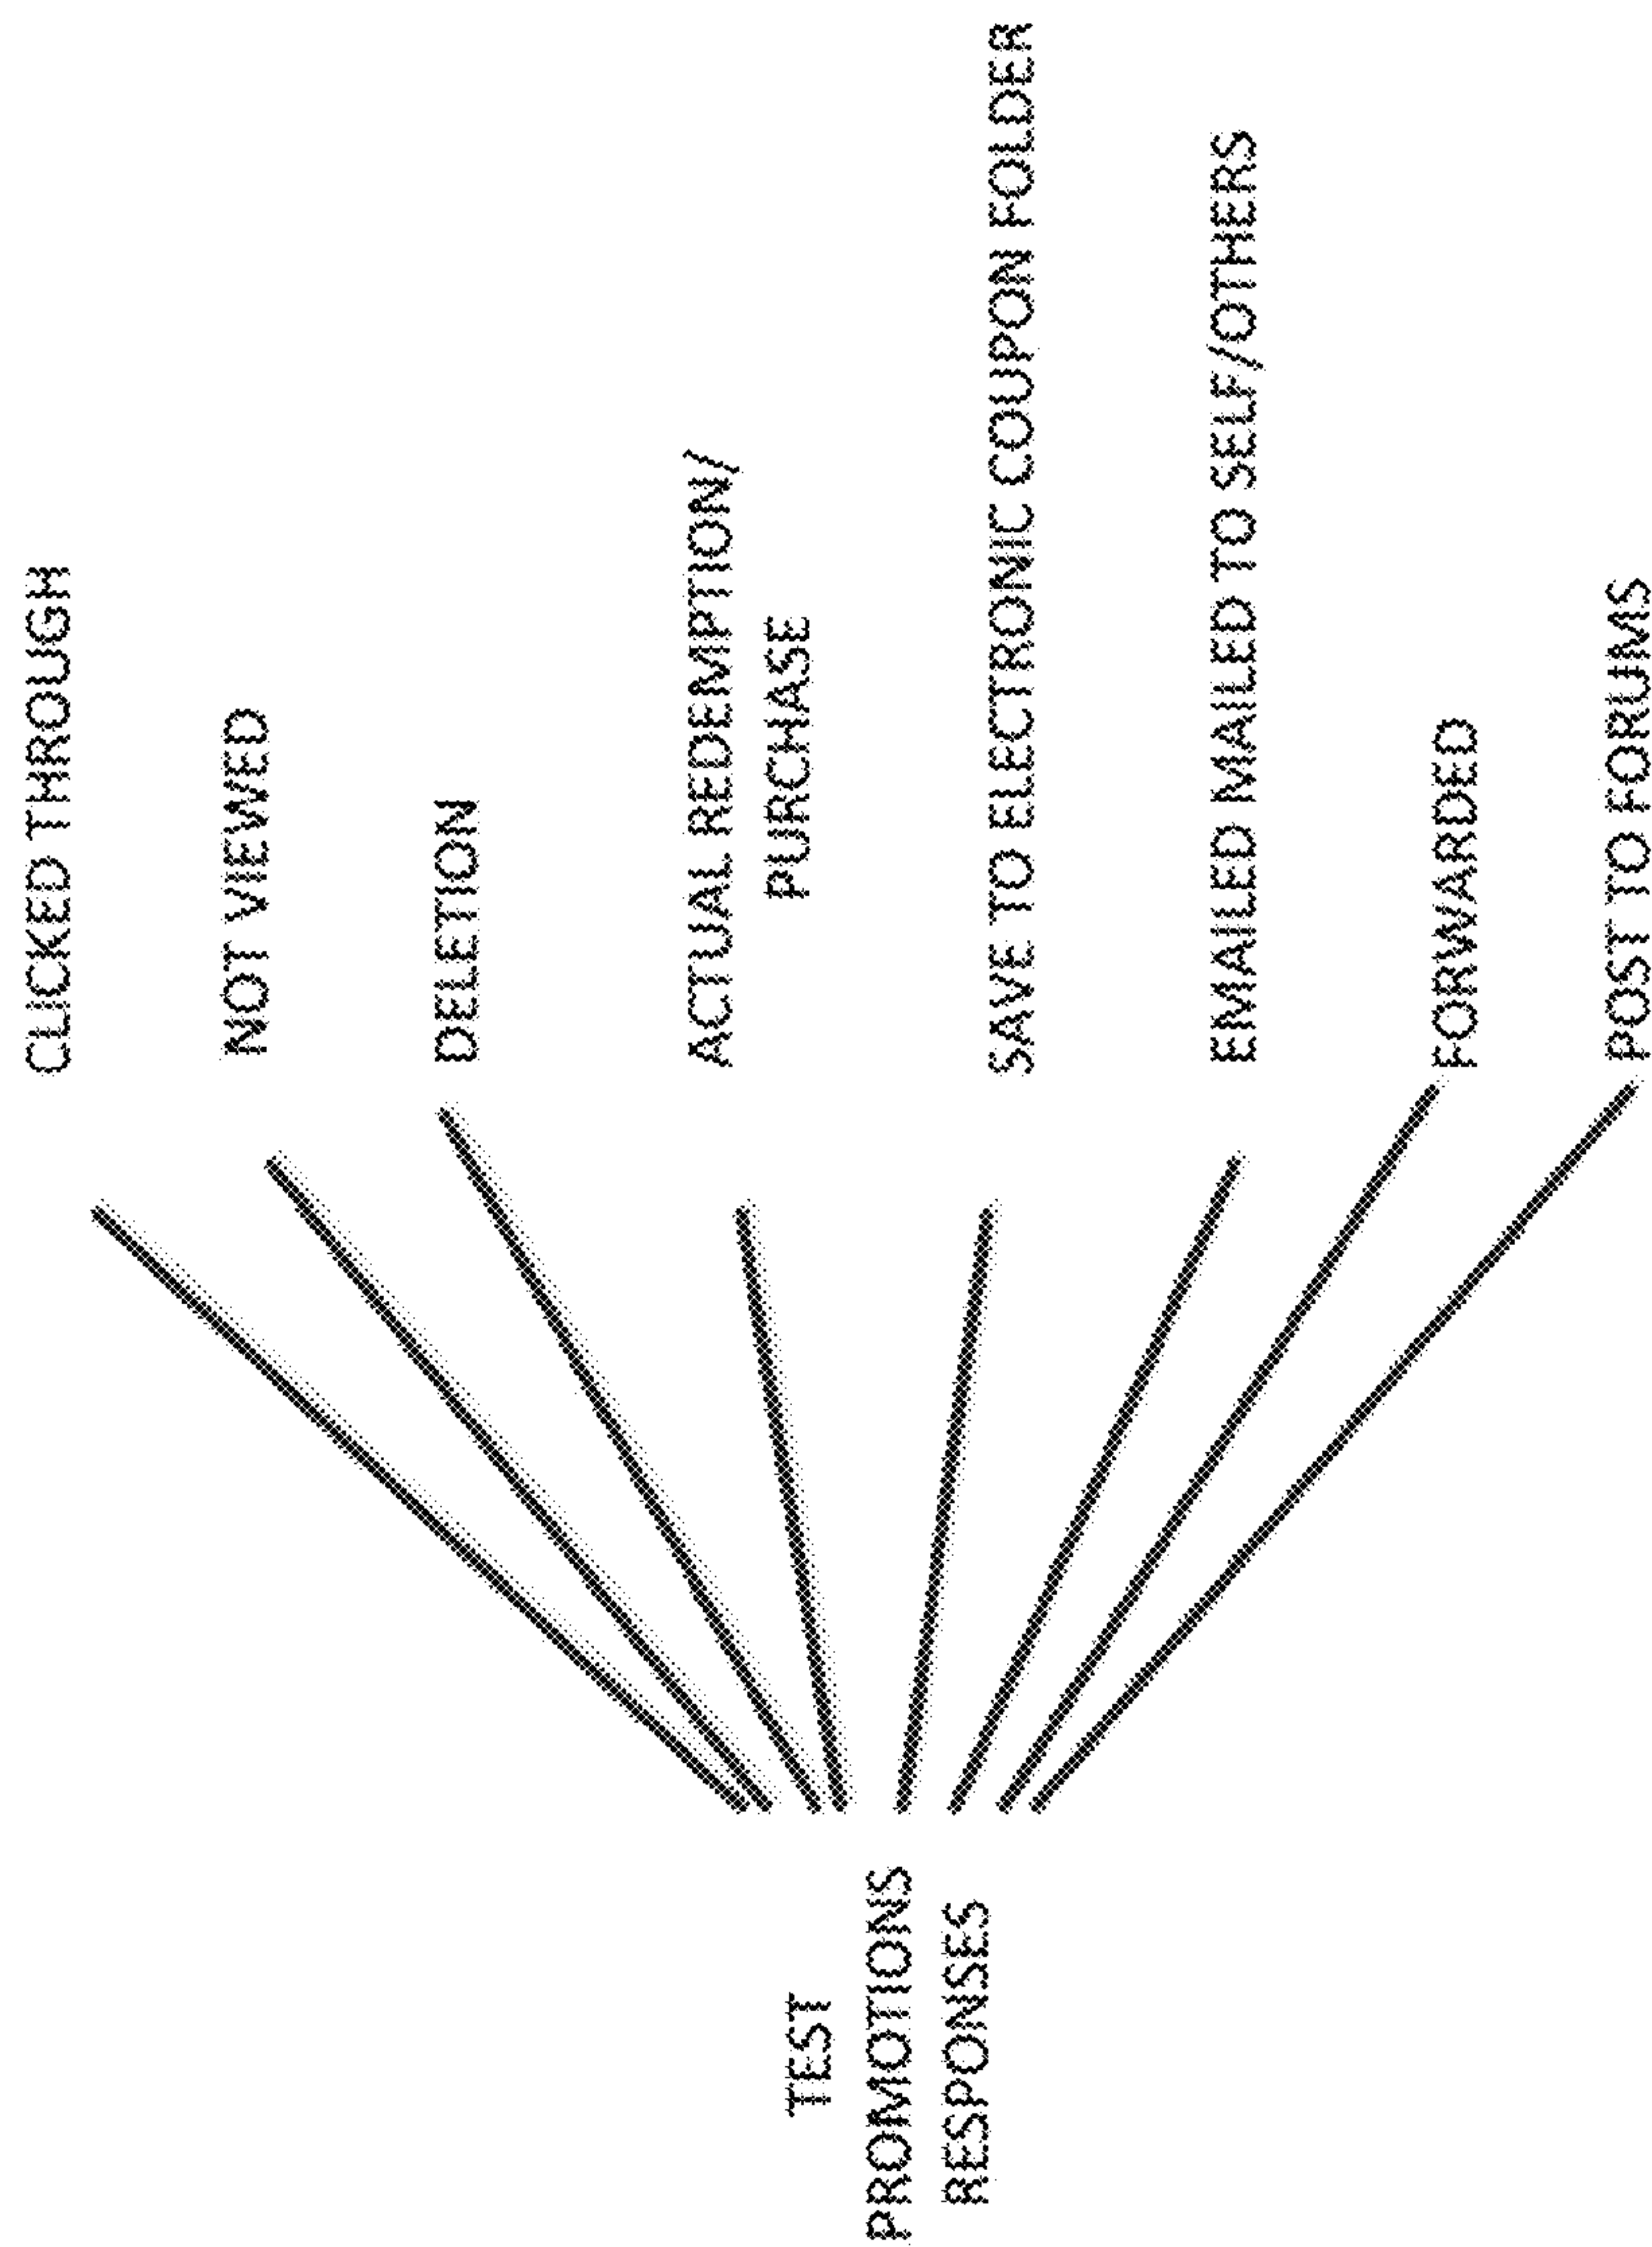 TEST
PROMOTIONS
RESPONSES
CLICKED THROUGH
NOT VIEWED
DELETION
ACTUAL REDEMPTION/
PURCHASE
SAVE TO ELECTRONIC COUPON FOLDER
EMAILED MAILED TO SELF/OTHERS
FORWARDED
POST TO FORUMS